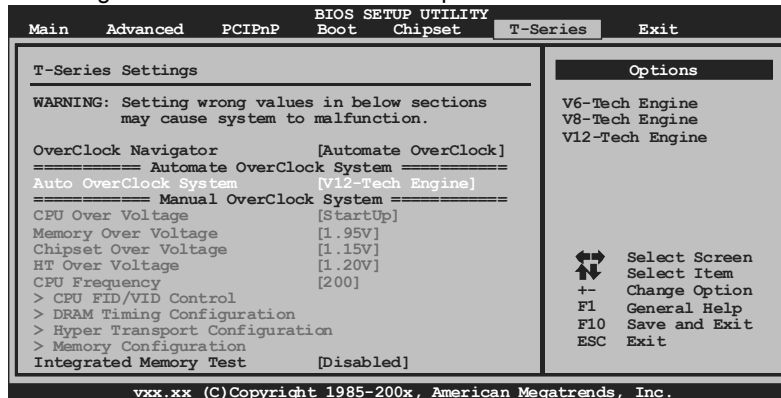 BIOS SETUP UTILITY
Main Advanced PCIPnP Boot Chipset T-Series Exit
T-Series Settings
WARNING: Setting wrong values in below sections
may cause system to malfunction.
OverClock Navigator [Automate OverClock]
=========== Automate OverClock System ===========
Auto OverClock System [V12-Tech Engine]
============ Manual OverClock System ============
CPU Over Voltage [StartUp]
Memory Over Voltage [1.95V]
Chipset Over Voltage [1.15V]
HT Over Voltage [1.20V]
CPU Frequency [200]
> CPU FID/VID Control
> DRAM Timing Configuration
> Hyper Transport Configuration
> Memory Configuration
Integrated Memory Test [Disabled]
Options
V6-Tech Engine
V8-Tech Engine
V12-Tech Engine
Select Screen
Select Item
+- Change Option
F1 General Help
F10 Save and Exit
ESC Exit
vxx.xx (C)Copyright 1985-200x, American Megatrends, Inc.